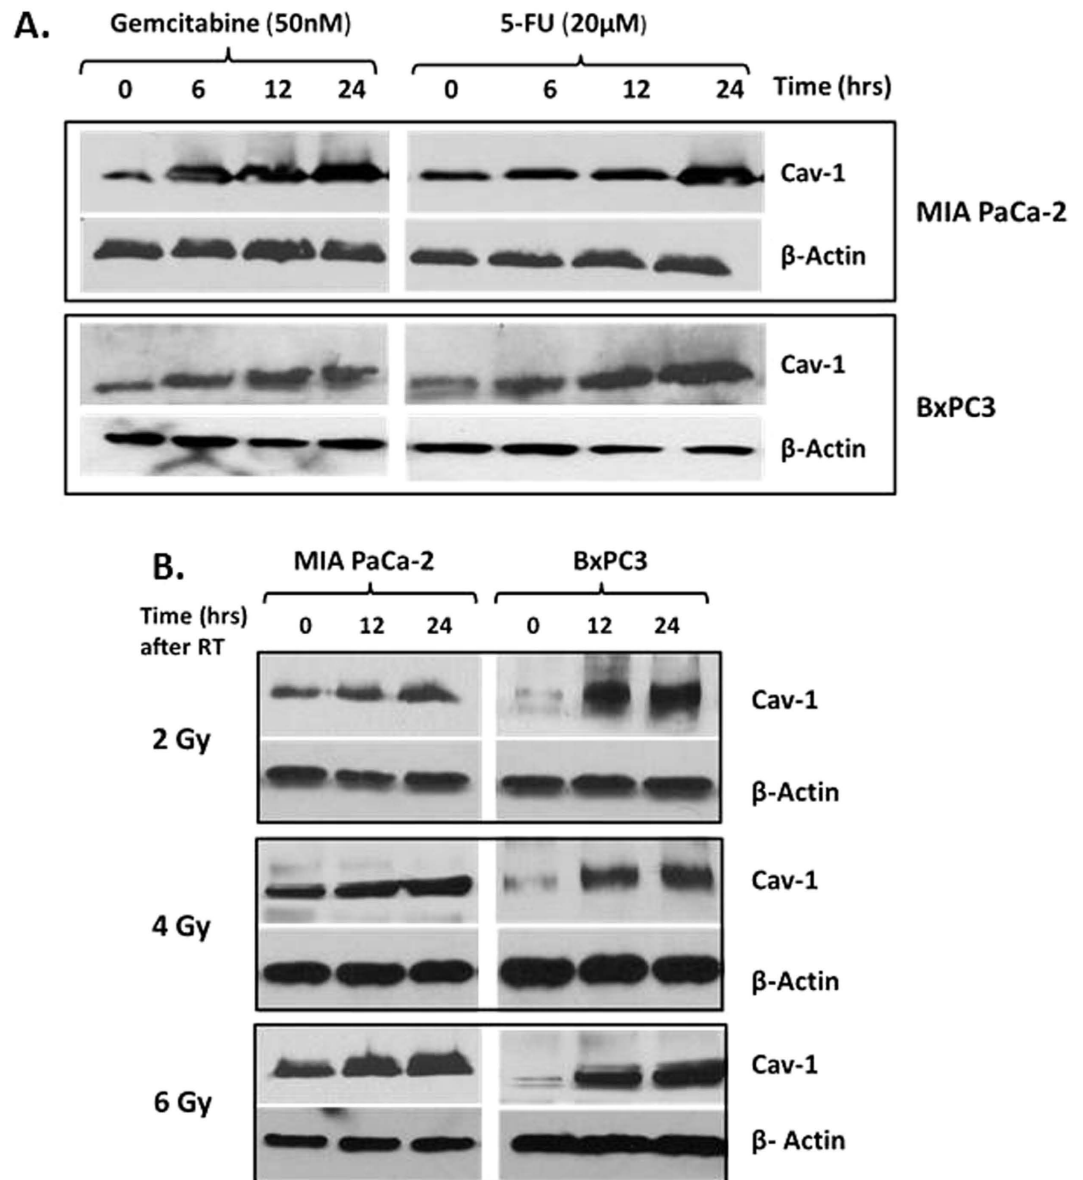 A.
Gemcitabine (50nM) 5-FU (20µM)
0 6 12 24 0 6 12 24 Time (hrs)
Cav-1
MIA PaCa-2
β-Actin
Cav-1
BxPC3
β-Actin
B.
MIA PaCa-2 BxPC3
Time (hrs)
after RT
0 12 24 0 12 24
Cav-1
2 Gy
β-Actin
Cav-1
4 Gy
β-Actin
Cav-1
6 Gy
β- Actin